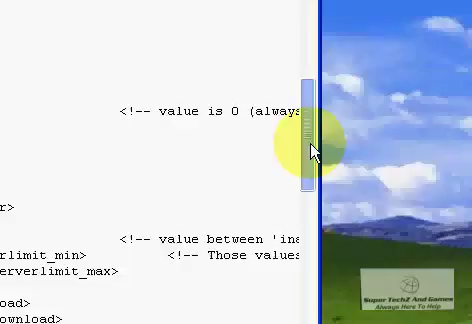 <!-- value is 0 (always
r>
<!-- value between 'ina
rlimit_min> <!-- Those values
erverlimit_max>
oad>
ownload>
Super TechZ And Games
Always Here To Help